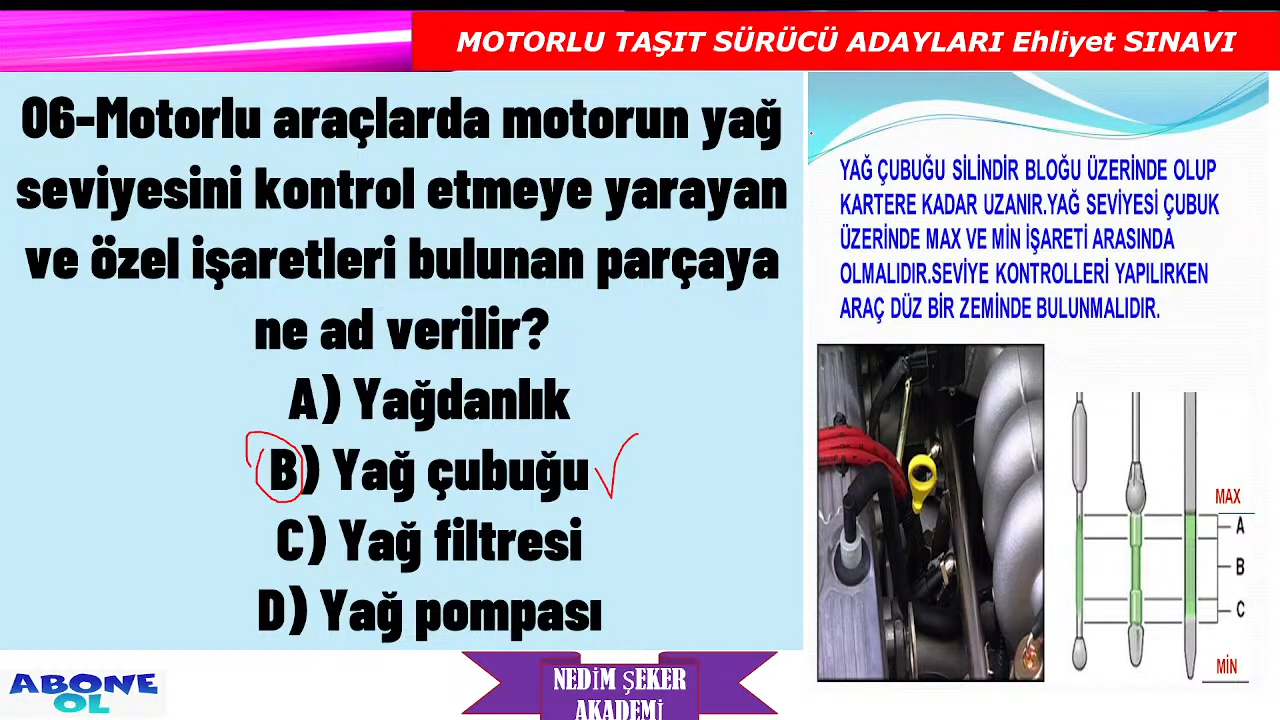 MOTORLU TAŞIT SÜRÜCÜ ADAYLARI Ehliyet SINAVI
06-Motorlu araçlarda motorun yağ
seviyesini kontrol etmeye yarayan
ve özel işaretleri bulunan parçaya
ne ad verilir?
A) Yağdanlık
B) Yağ çubuğu
C) Yağ filtresi
D) Yağ pompası
YAĞ ÇUBUĞU SİLİNDİR BLOĞU ÜZERİNDE OLUP
KARTERE KADAR UZANIR.YAĞ SEVİYESİ ÇUBUK
ÜZERİNDE MAX VE MİN İŞARETİ ARASINDA
OLMALIDIR.SEVİYE KONTROLLERİ YAPILIRKEN
ARAÇ DÜZ BİR ZEMİNDE BULUNMALIDIR.
MAX
A
B
C
MİN
ABONE
OL
NEDİM ŞEKER
AKADEMİ